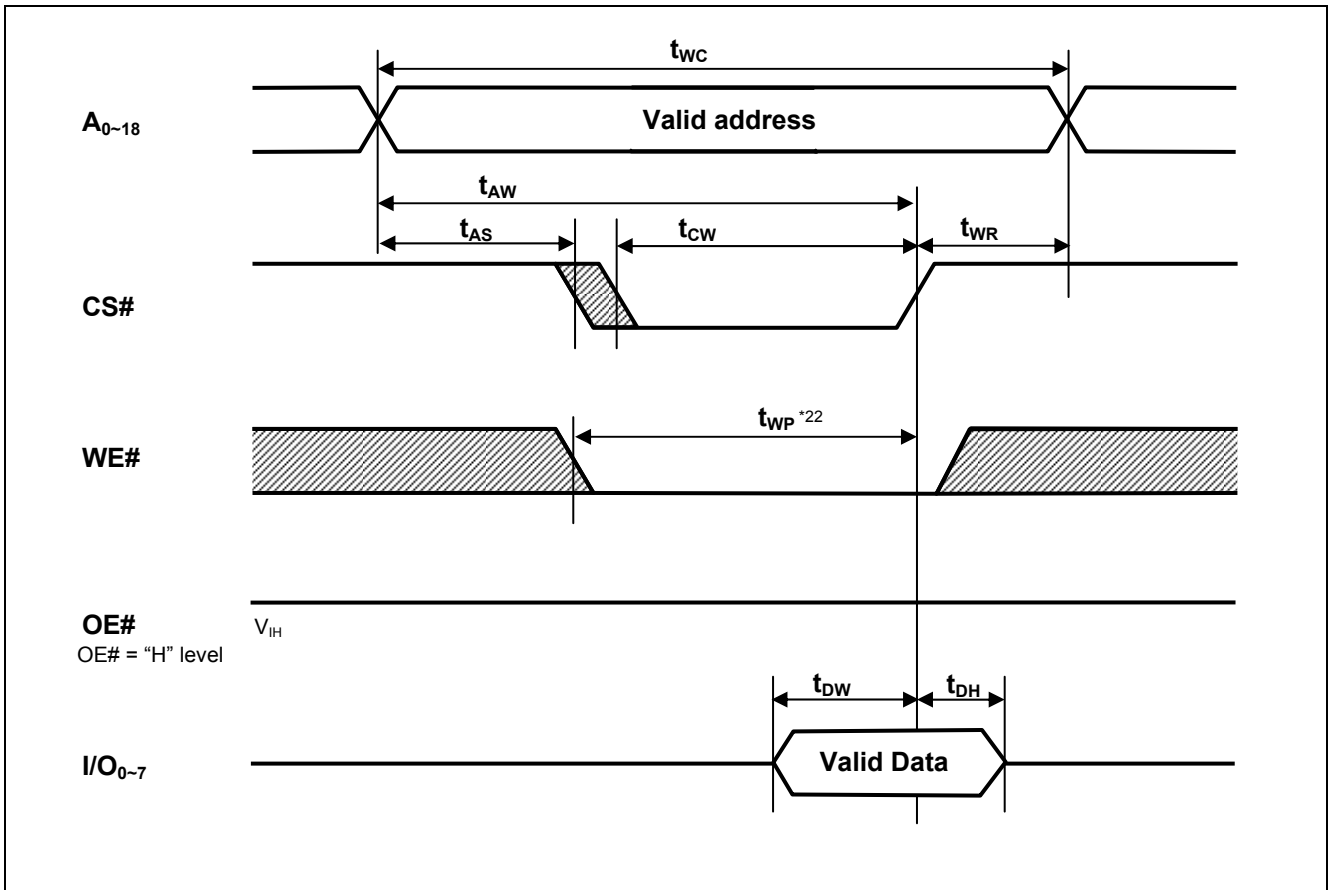 tWC
A0~18
Valid address
tAW
tAS
tCW
tWR
CS#
tWP *22
WE#
OE#
VIH
OE# = “H” level
tDW
tDH
I/O0~7
Valid Data